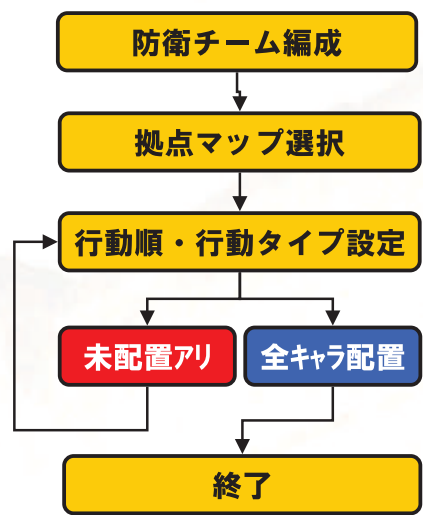 防衛チーム編成
拠点マップ選択
行動順・行動タイプ設定
未配置アリ
全キャラ配置
終了